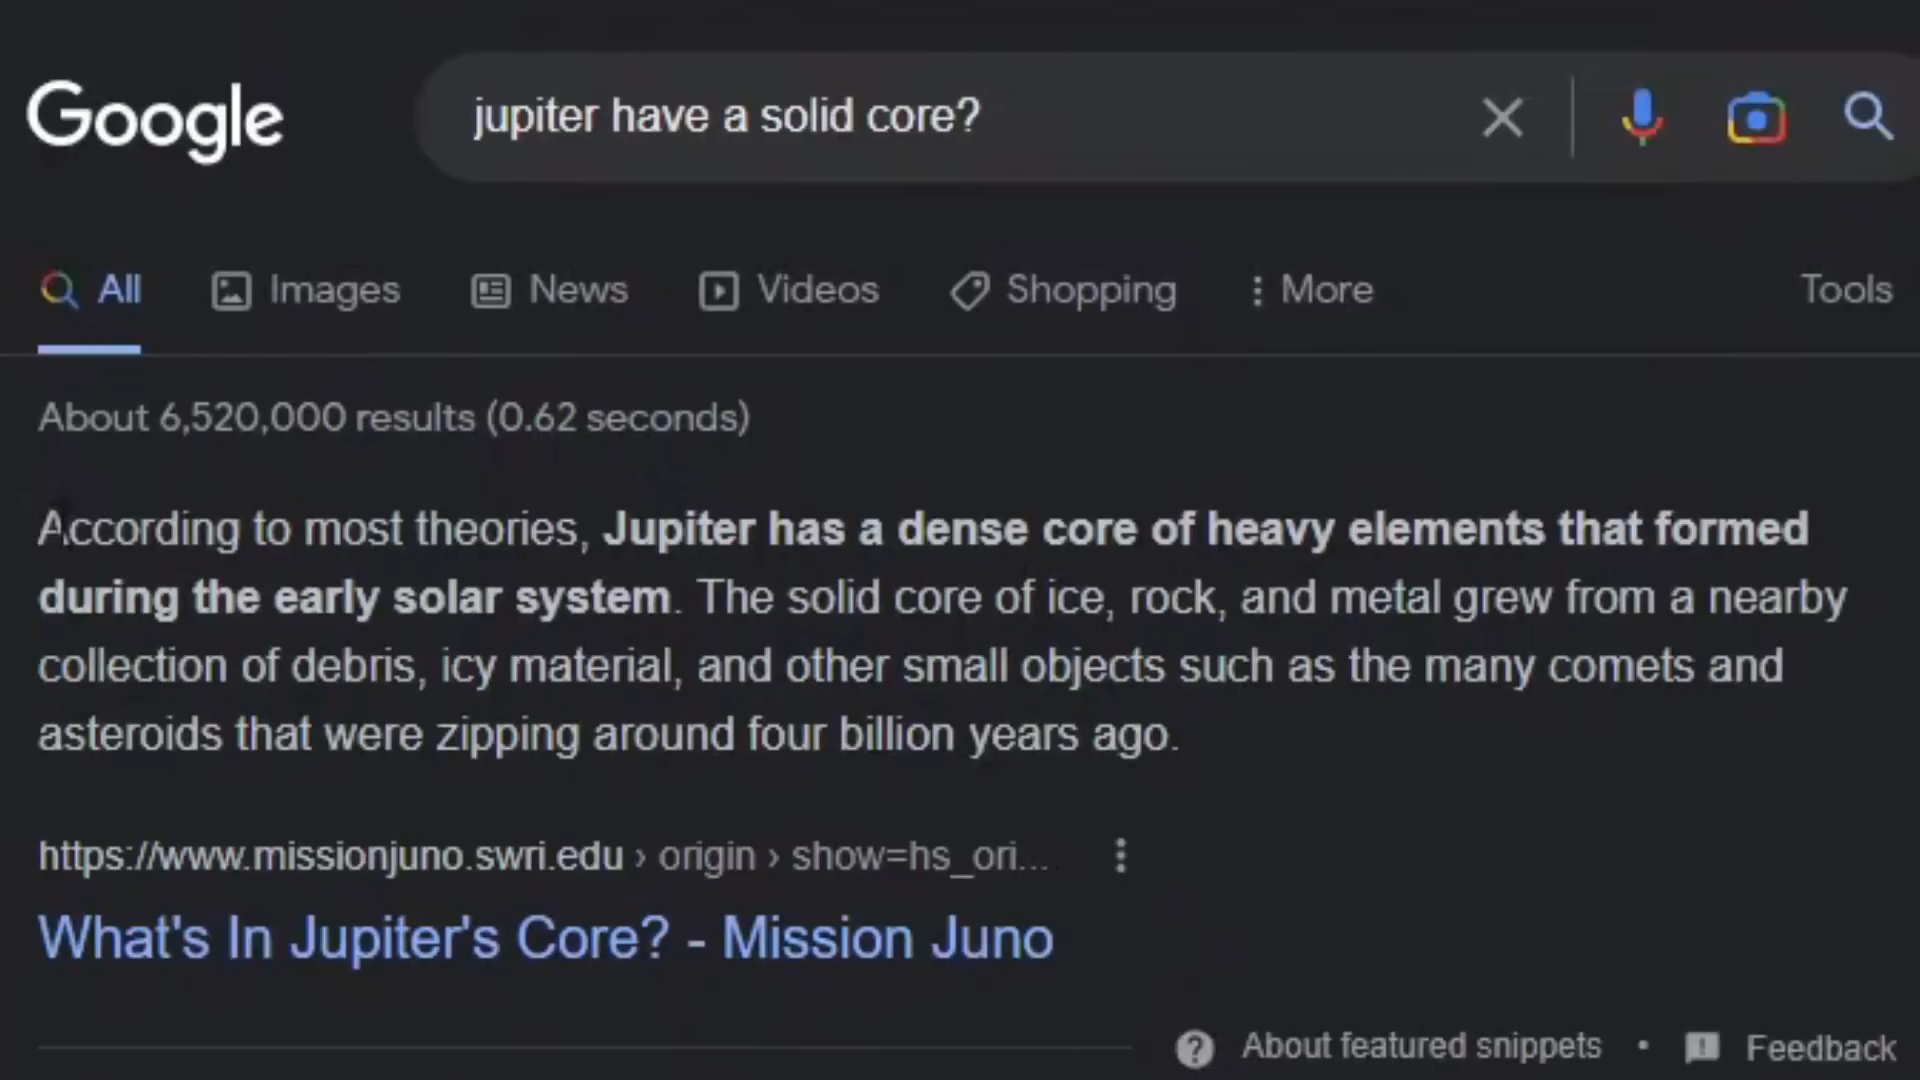 Google
jupiter have a solid core?
All Images News Videos Shopping More Tools
About 6,520,000 results (0.62 seconds)
According to most theories, Jupiter has a dense core of heavy elements that formed
during the early solar system. The solid core of ice, rock, and metal grew from a nearby
collection of debris, icy material, and other small objects such as the many comets and
asteroids that were zipping around four billion years ago.
https://www.missionjuno.swri.edu › origin › show=hs_ori...
What's In Jupiter's Core? - Mission Juno
About featured snippets • Feedback